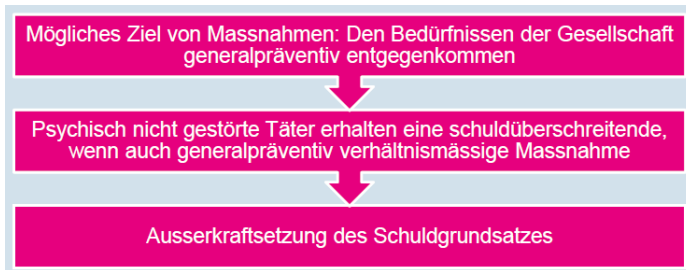 Mögliches Ziel von Massnahmen: Den Bedürfnissen der Gesellschaft
generalpräventiv entgegenkommen
Psychisch nicht gestörte Täter erhalten eine schuldüberschreitende,
wenn auch generalpräventiv verhältnismässige Massnahme
Ausserkraftsetzung des Schuldgrundsatzes